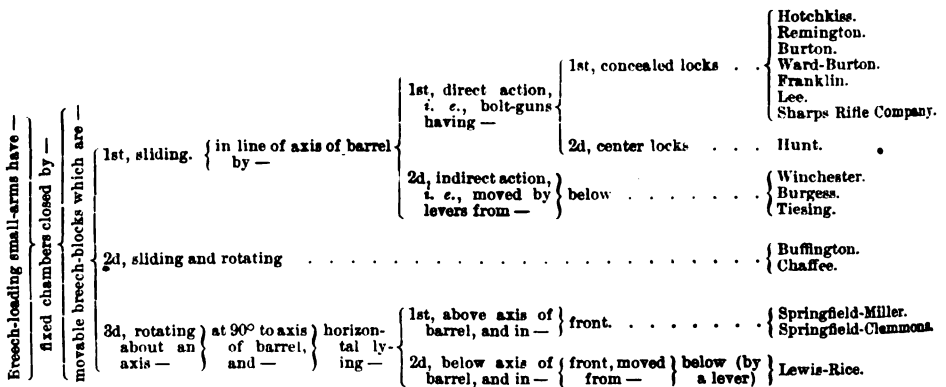 Breech-loading small-arms have —
fixed chambers closed by —
movable breech-blocks which are —
1st, sliding.
in line of axis of barrel
by —
1st, direct action,
i. e., bolt-guns
having —
1st, concealed locks . .
Hotchkiss.
Remington.
Burton.
Ward-Burton.
Franklin.
Lee.
Sharps Rifle Company.
2d, center locks . . .
Hunt.
2d, indirect action,
i. e., moved by
levers from —
below . . . . . . .
Winchester.
Burgess.
Tiesing.
2d, sliding and rotating . . . . . . . . . . . . . . . . . .
Buffington.
Chaffee.
3d, rotating
about an
axis —
at 90° to axis
of barrel,
and —
horizon-
tal ly-
ing —
1st, above axis of
barrel, and in —
front. . . . . . .
Springfield-Miller.
Springfield-Clemmons.
2d, below axis of
barrel, and in —
front, moved
from —
below (by
a lever)
Lewis-Rice.